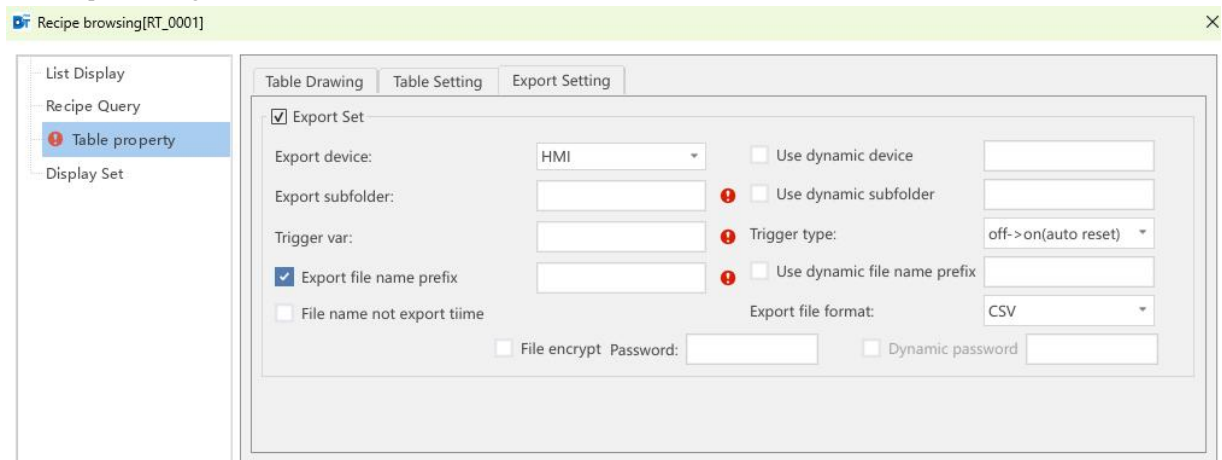 Recipe browsing[RT_0001]
List Display
Recipe Query
Table property
Display Set
Table Drawing Table Setting Export Setting
Export Set
Export device: HMI Use dynamic device
Export subfolder: Use dynamic subfolder
Trigger var: Trigger type: off->on(auto reset)
Export file name prefix Use dynamic file name prefix
File name not export tiime Export file format: CSV
File encrypt Password: Dynamic password